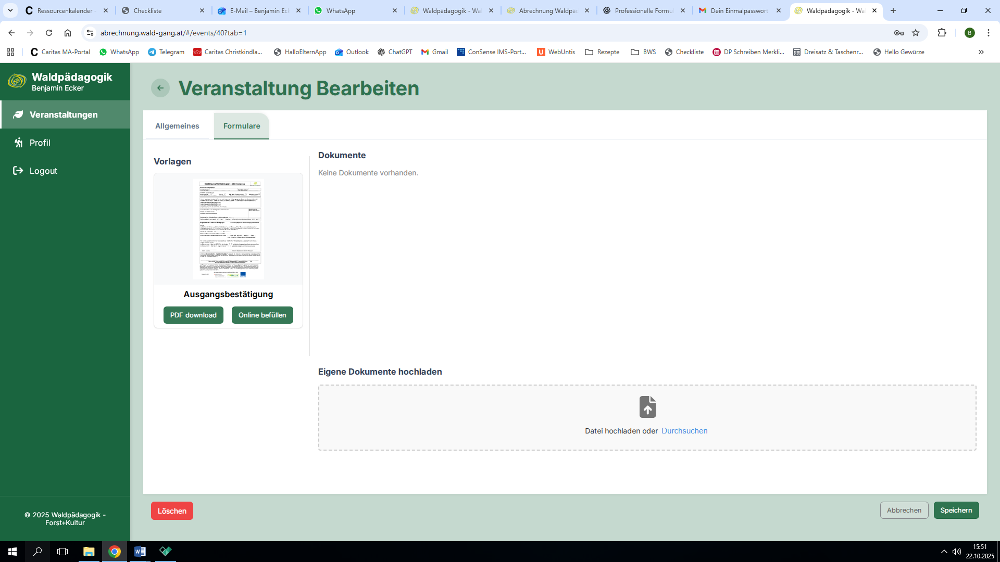 Ressourcenkalender -
Checkliste
E-Mail – Benjamin Eck
WhatsApp
Waldpädagogik - Wal
Abrechnung Waldpäd
Professionelle Formul
Dein Einmalpasswort
Waldpädagogik - Wa
abrechnung.wald-gang.at/#/events/40?tab=1
B
Caritas MA-Portal
WhatsApp
Telegram
Caritas Christkindla...
HalloElternApp
Outlook
ChatGPT
Gmail
ConSense IMS-Port...
WebUntis
Rezepte
BWS
Checkliste
DP Schreiben Merkli...
Dreisatz & Taschenr...
Hello Gewürze
Waldpädagogik
Benjamin Ecker
Veranstaltungen
Profil
Logout
© 2025 Waldpädagogik -
Forst+Kultur
Veranstaltung Bearbeiten
Allgemeines
Formulare
Vorlagen
Ausgangsbestätigung
PDF download
Online befüllen
Dokumente
Keine Dokumente vorhanden.
Eigene Dokumente hochladen
Datei hochladen oder Durchsuchen
Löschen
Abbrechen
Speichern
15:51
22.10.2025